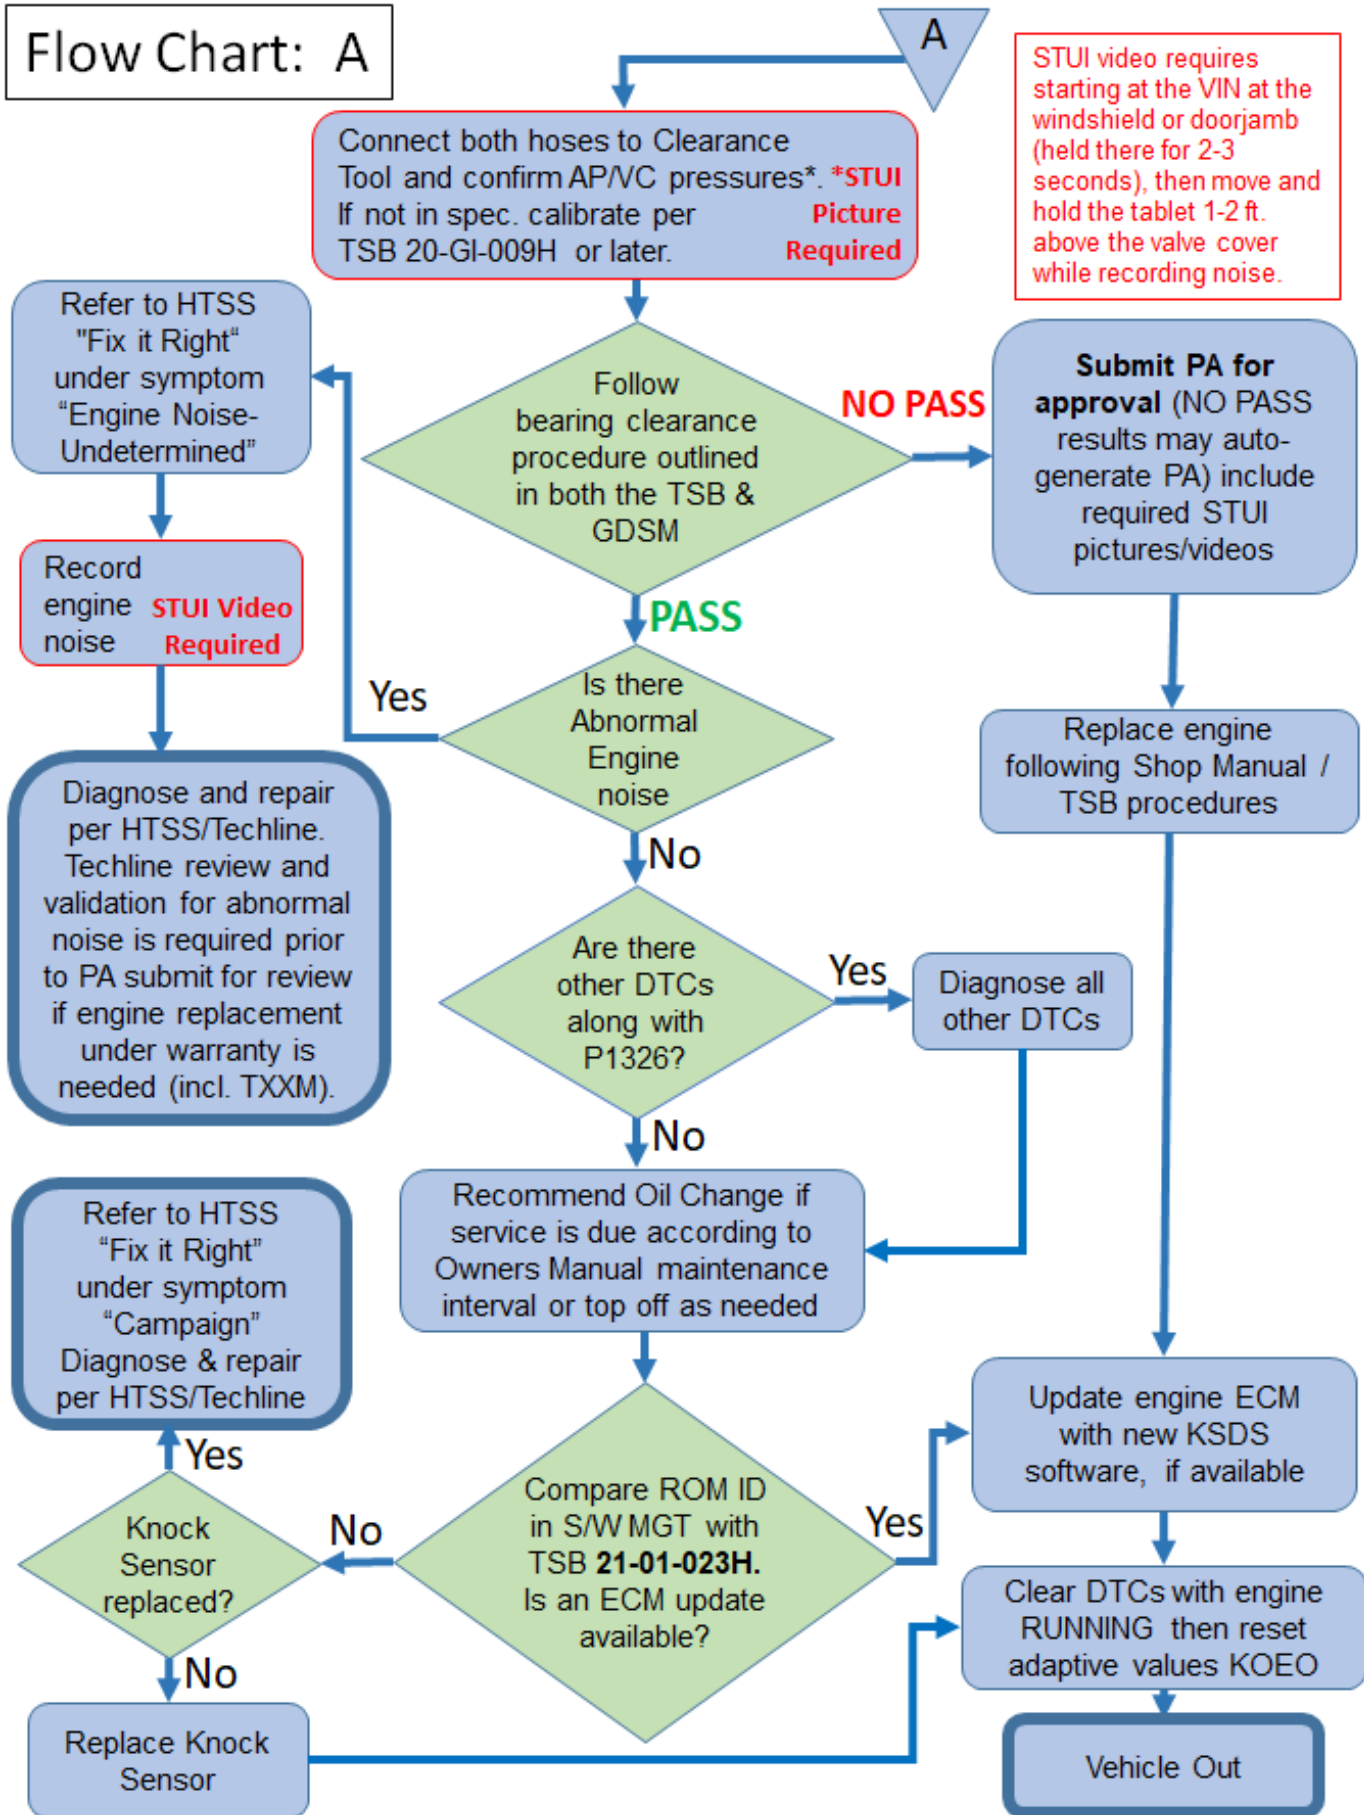 Flow Chart: A
A
STUI video requires
starting at the VIN at the
windshield or doorjamb
(held there for 2-3
seconds), then move and
hold the tablet 1-2 ft.
above the valve cover
while recording noise.
Connect both hoses to Clearance
Tool and confirm AP/VC pressures*. *STUI
If not in spec. calibrate per Picture
TSB 20-GI-009H or later. Required
Refer to HTSS
"Fix it Right“
under symptom
“Engine Noise-
Undetermined”
Follow
bearing clearance
procedure outlined
in both the TSB &
GDSM
NO PASS
Submit PA for
approval (NO PASS
results may auto-
generate PA) include
required STUI
pictures/videos
PASS
Record
engine STUI Video
noise Required
Is there
Abnormal
Engine
noise
Yes
No
Replace engine
following Shop Manual /
TSB procedures
Diagnose and repair
per HTSS/Techline.
Techline review and
validation for abnormal
noise is required prior
to PA submit for review
if engine replacement
under warranty is
needed (incl. TXXM).
Are there
other DTCs
along with
P1326?
Yes
Diagnose all
other DTCs
No
Recommend Oil Change if
service is due according to
Owners Manual maintenance
interval or top off as needed
Refer to HTSS
“Fix it Right”
under symptom
“Campaign”
Diagnose & repair
per HTSS/Techline
Yes
Compare ROM ID
in S/W MGT with
TSB 21-01-023H.
Is an ECM update
available?
Yes
No
Update engine ECM
with new KSDS
software, if available
Knock
Sensor
replaced?
No
Clear DTCs with engine
RUNNING then reset
adaptive values KOEO
Replace Knock
Sensor
Vehicle Out